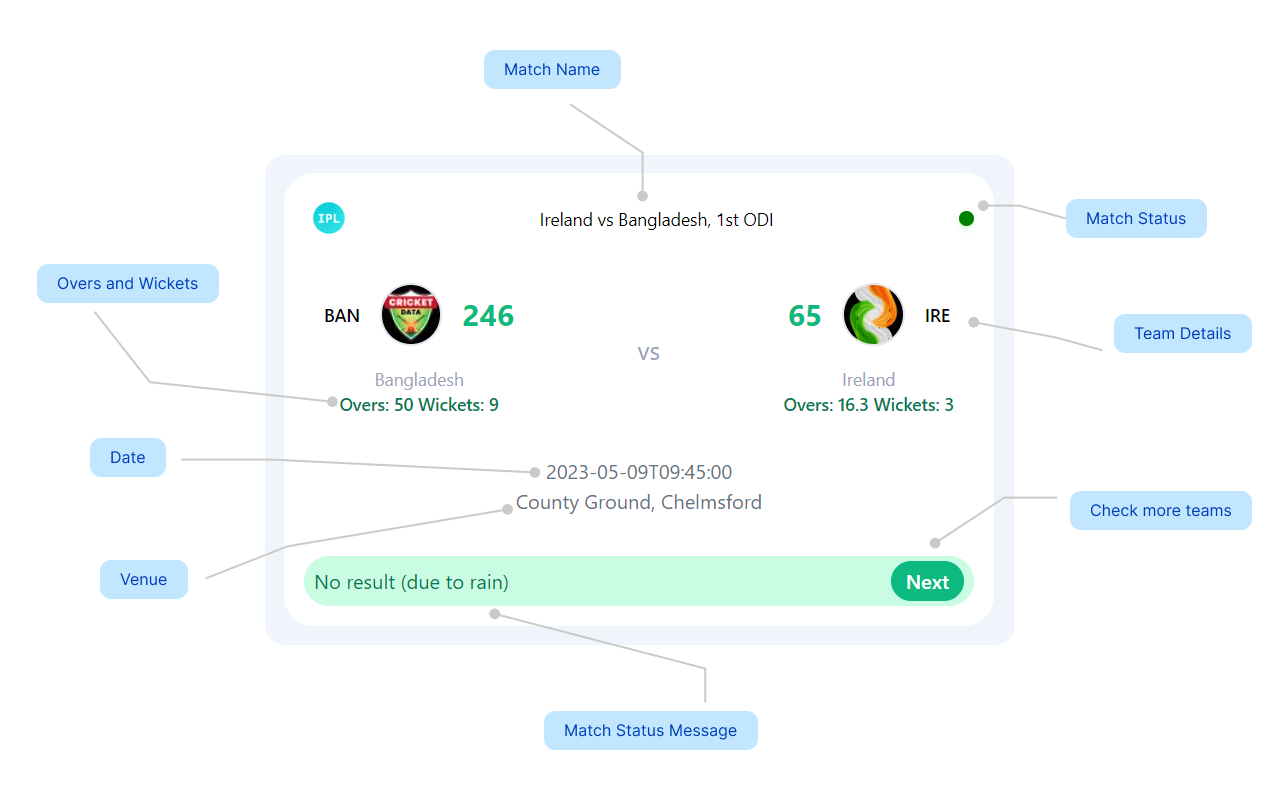 Match Name
IPL
Ireland vs Bangladesh, 1st ODI
Match Status
Overs and Wickets
BAN
CRICKET
DATA
246
65
IRE
Team Details
VS
Bangladesh
Ireland
Overs: 50 Wickets: 9
Overs: 16.3 Wickets: 3
Date
2023-05-09T09:45:00
County Ground, Chelmsford
Check more teams
Venue
No result (due to rain)
Next
Match Status Message